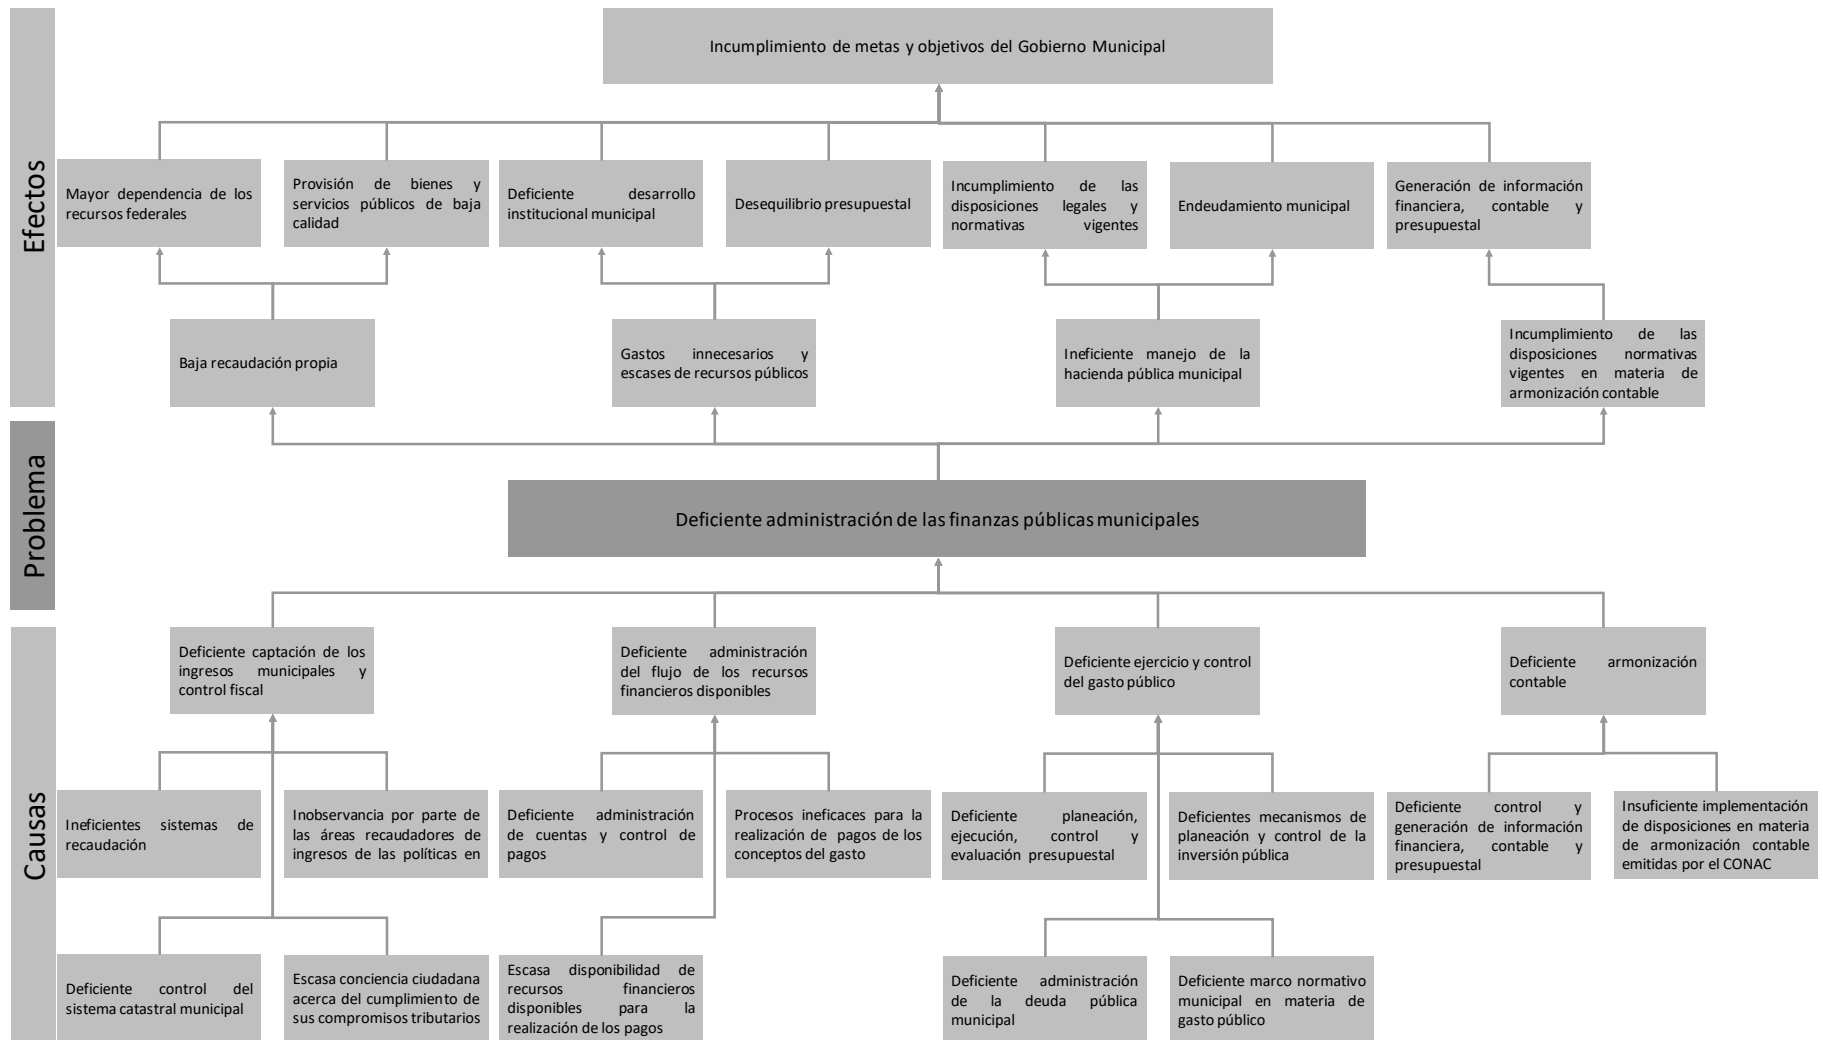 Efectos
Incumplimiento de metas y objetivos del Gobierno Municipal
Mayor dependencia de los
recursos federales
Provisión de bienes y
servicios públicos de baja
calidad
Deficiente desarrollo
institucional municipal
Desequilibrio presupuestal
Incumplimiento de las
disposiciones legales y
normativas vigentes
Endeudamiento municipal
Generación de información
financiera, contable y
presupuestal
Baja recaudación propia
Gastos innecesarios y
escases de recursos públicos
Ineficiente manejo de la
hacienda pública municipal
Incumplimiento de las
disposiciones normativas
vigentes en materia de
armonización contable
Problema
Deficiente administración de las finanzas públicas municipales
Causas
Deficiente captación de los
ingresos municipales y
control fiscal
Deficiente administración
del flujo de los recursos
financieros disponibles
Deficiente ejercicio y control
del gasto público
Deficiente armonización
contable
Ineficientes sistemas de
recaudación
Inobservancia por parte de
las áreas recaudadores de
ingresos de las políticas en
Deficiente administración
de cuentas y control de
pagos
Procesos ineficaces para la
realización de pagos de los
conceptos del gasto
Deficiente planeación,
ejecución, control y
evaluación presupuestal
Deficientes mecanismos de
planeación y control de la
inversión pública
Deficiente control y
generación de información
financiera, contable y
presupuestal
Insuficiente implementación
de disposiciones en materia
de armonización contable
emitidas por el CONAC
Deficiente control del
sistema catastral municipal
Escasa conciencia ciudadana
acerca del cumplimiento de
sus compromisos tributarios
Escasa disponibilidad de
recursos financieros
disponibles para la
realización de los pagos
Deficiente administración
de la deuda pública
municipal
Deficiente marco normativo
municipal en materia de
gasto público